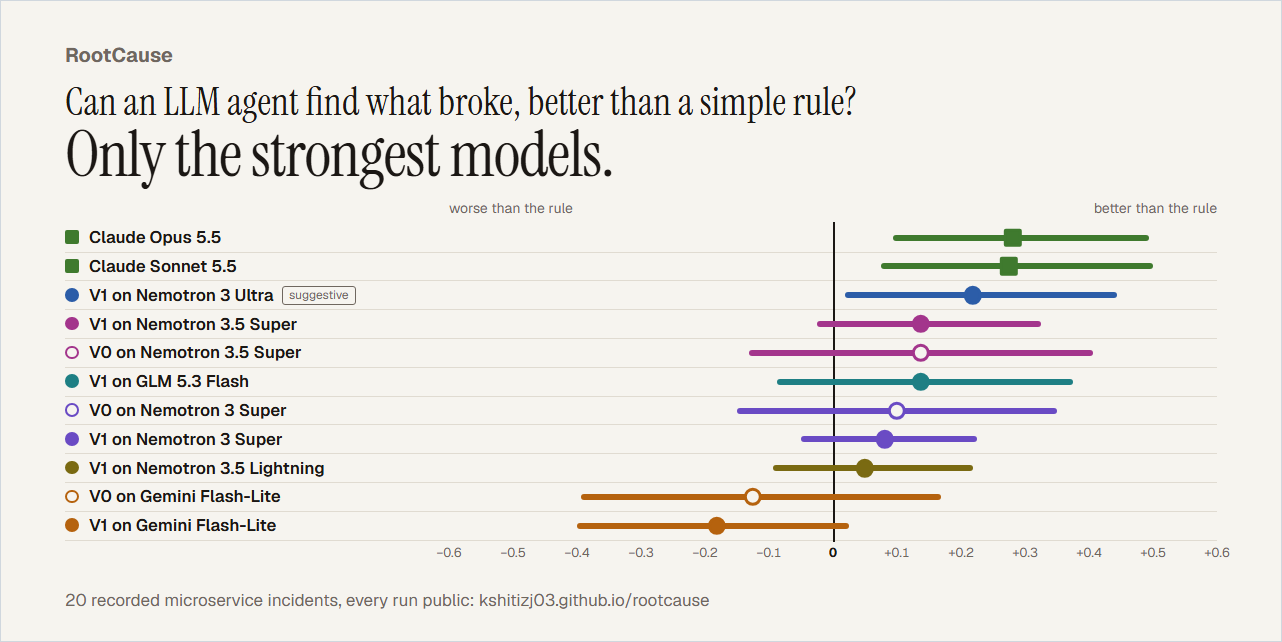 RootCause
Can an LLM agent find what broke, better than a simple rule?
Only the strongest models.
worse than the rule
better than the rule
Claude Opus 5.5
Claude Sonnet 5.5
V1 on Nemotron 3 Ultra suggestive
V1 on Nemotron 3.5 Super
V0 on Nemotron 3.5 Super
V1 on GLM 5.3 Flash
V0 on Nemotron 3 Super
V1 on Nemotron 3 Super
V1 on Nemotron 3.5 Lightning
V0 on Gemini Flash-Lite
V1 on Gemini Flash-Lite
−0.6 −0.5 −0.4 −0.3 −0.2 −0.1 0 +0.1 +0.2 +0.3 +0.4 +0.5 +0.6
20 recorded microservice incidents, every run public: kshitizj03.github.io/rootcause